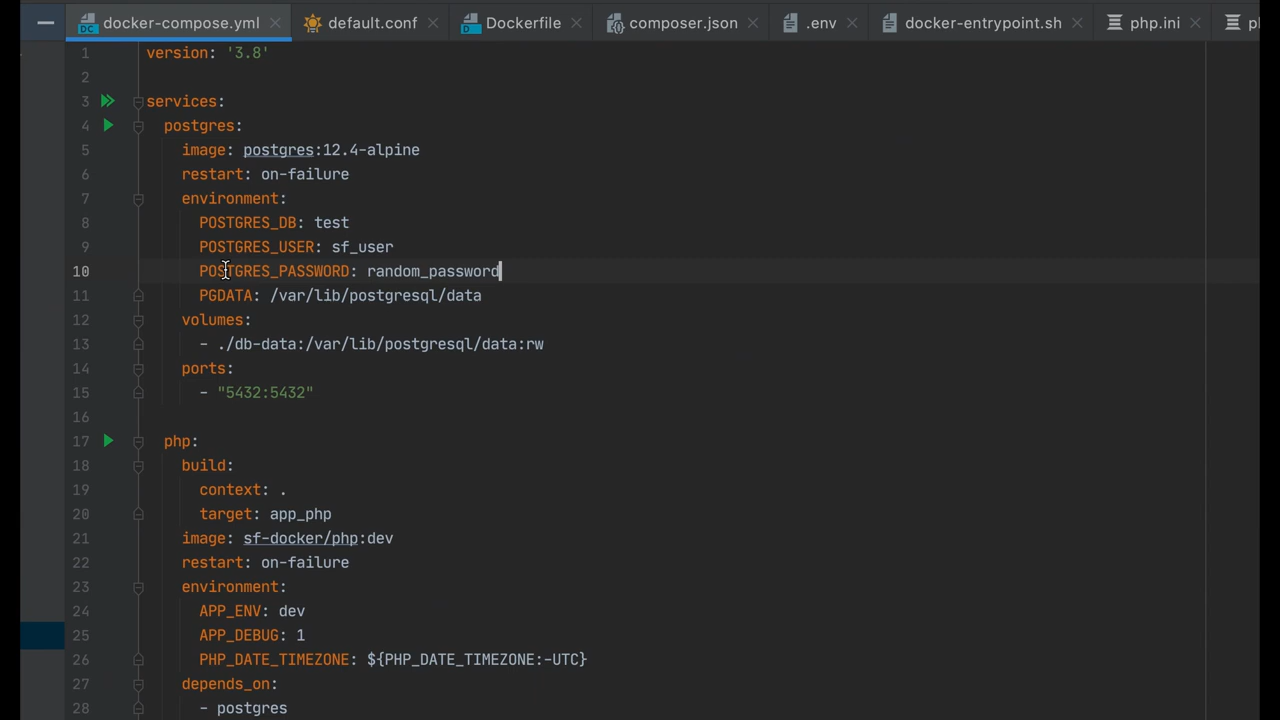 docker-compose.yml default.conf Dockerfile composer.json .env docker-entrypoint.sh php.ini
1 version: '3.8'
2
3 services:
4 postgres:
5 image: postgres:12.4-alpine
6 restart: on-failure
7 environment:
8 POSTGRES_DB: test
9 POSTGRES_USER: sf_user
10 POSTGRES_PASSWORD: random_password
11 PGDATA: /var/lib/postgresql/data
12 volumes:
13 - ./db-data:/var/lib/postgresql/data:rw
14 ports:
15 - "5432:5432"
16
17 php:
18 build:
19 context: .
20 target: app_php
21 image: sf-docker/php:dev
22 restart: on-failure
23 environment:
24 APP_ENV: dev
25 APP_DEBUG: 1
26 PHP_DATE_TIMEZONE: ${PHP_DATE_TIMEZONE:-UTC}
27 depends_on:
28 - postgres